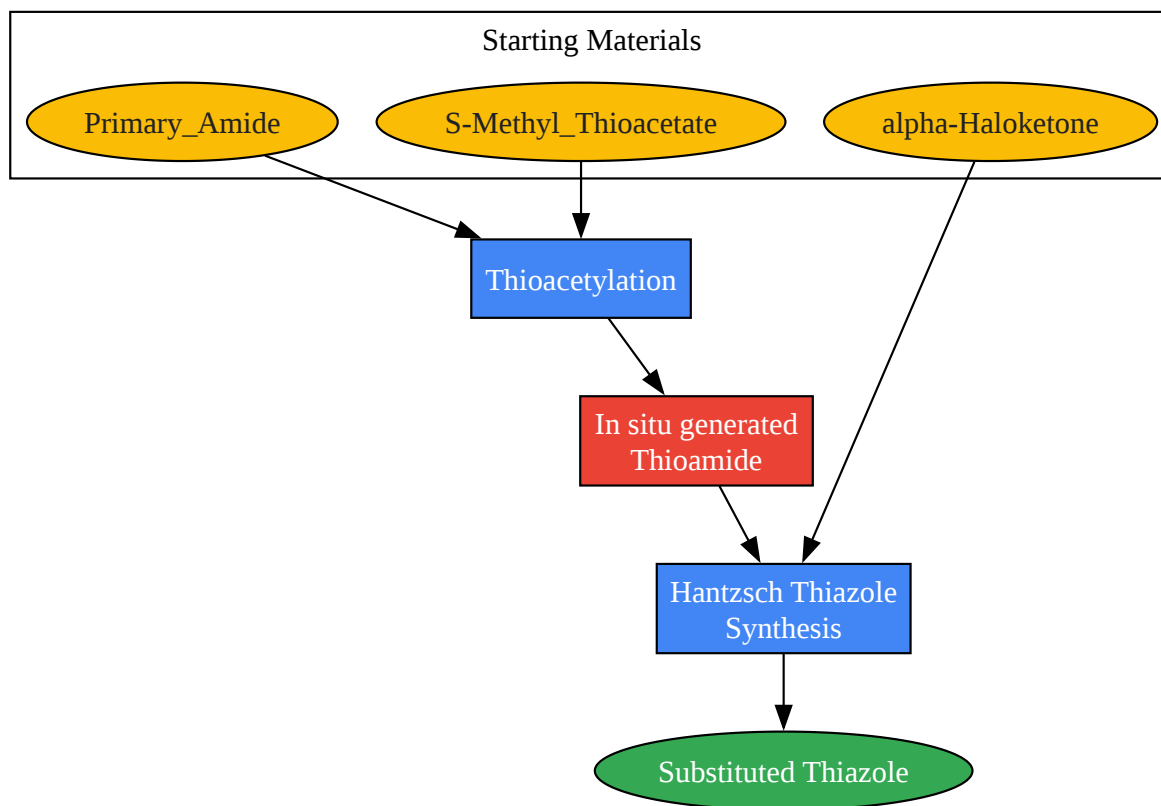 Starting Materials
Primary_Amide
S-Methyl_Thioacetate
alpha-Haloketone
Thioacetylation
In situ generated
Thioamide
Hantzsch Thiazole
Synthesis
Substituted Thiazole